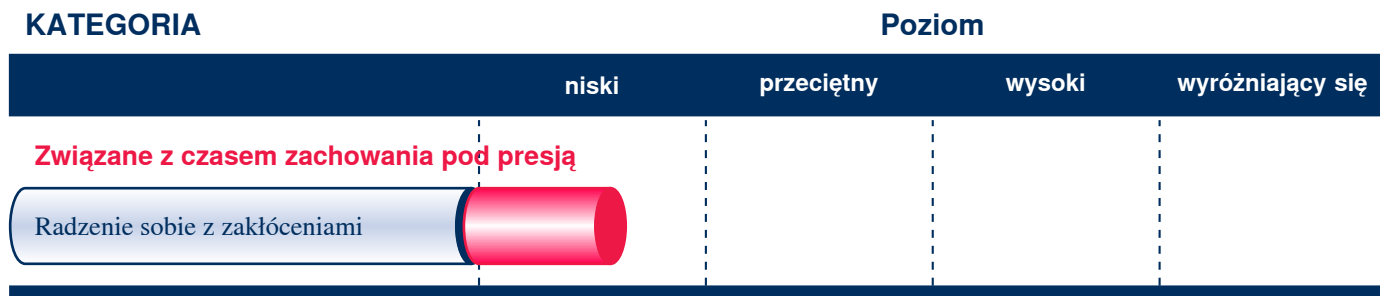 KATEGORIA Poziom
niski przeciętny wysoki wyróżniający się
Związane z czasem zachowania pod presją
Radzenie sobie z zakłóceniami